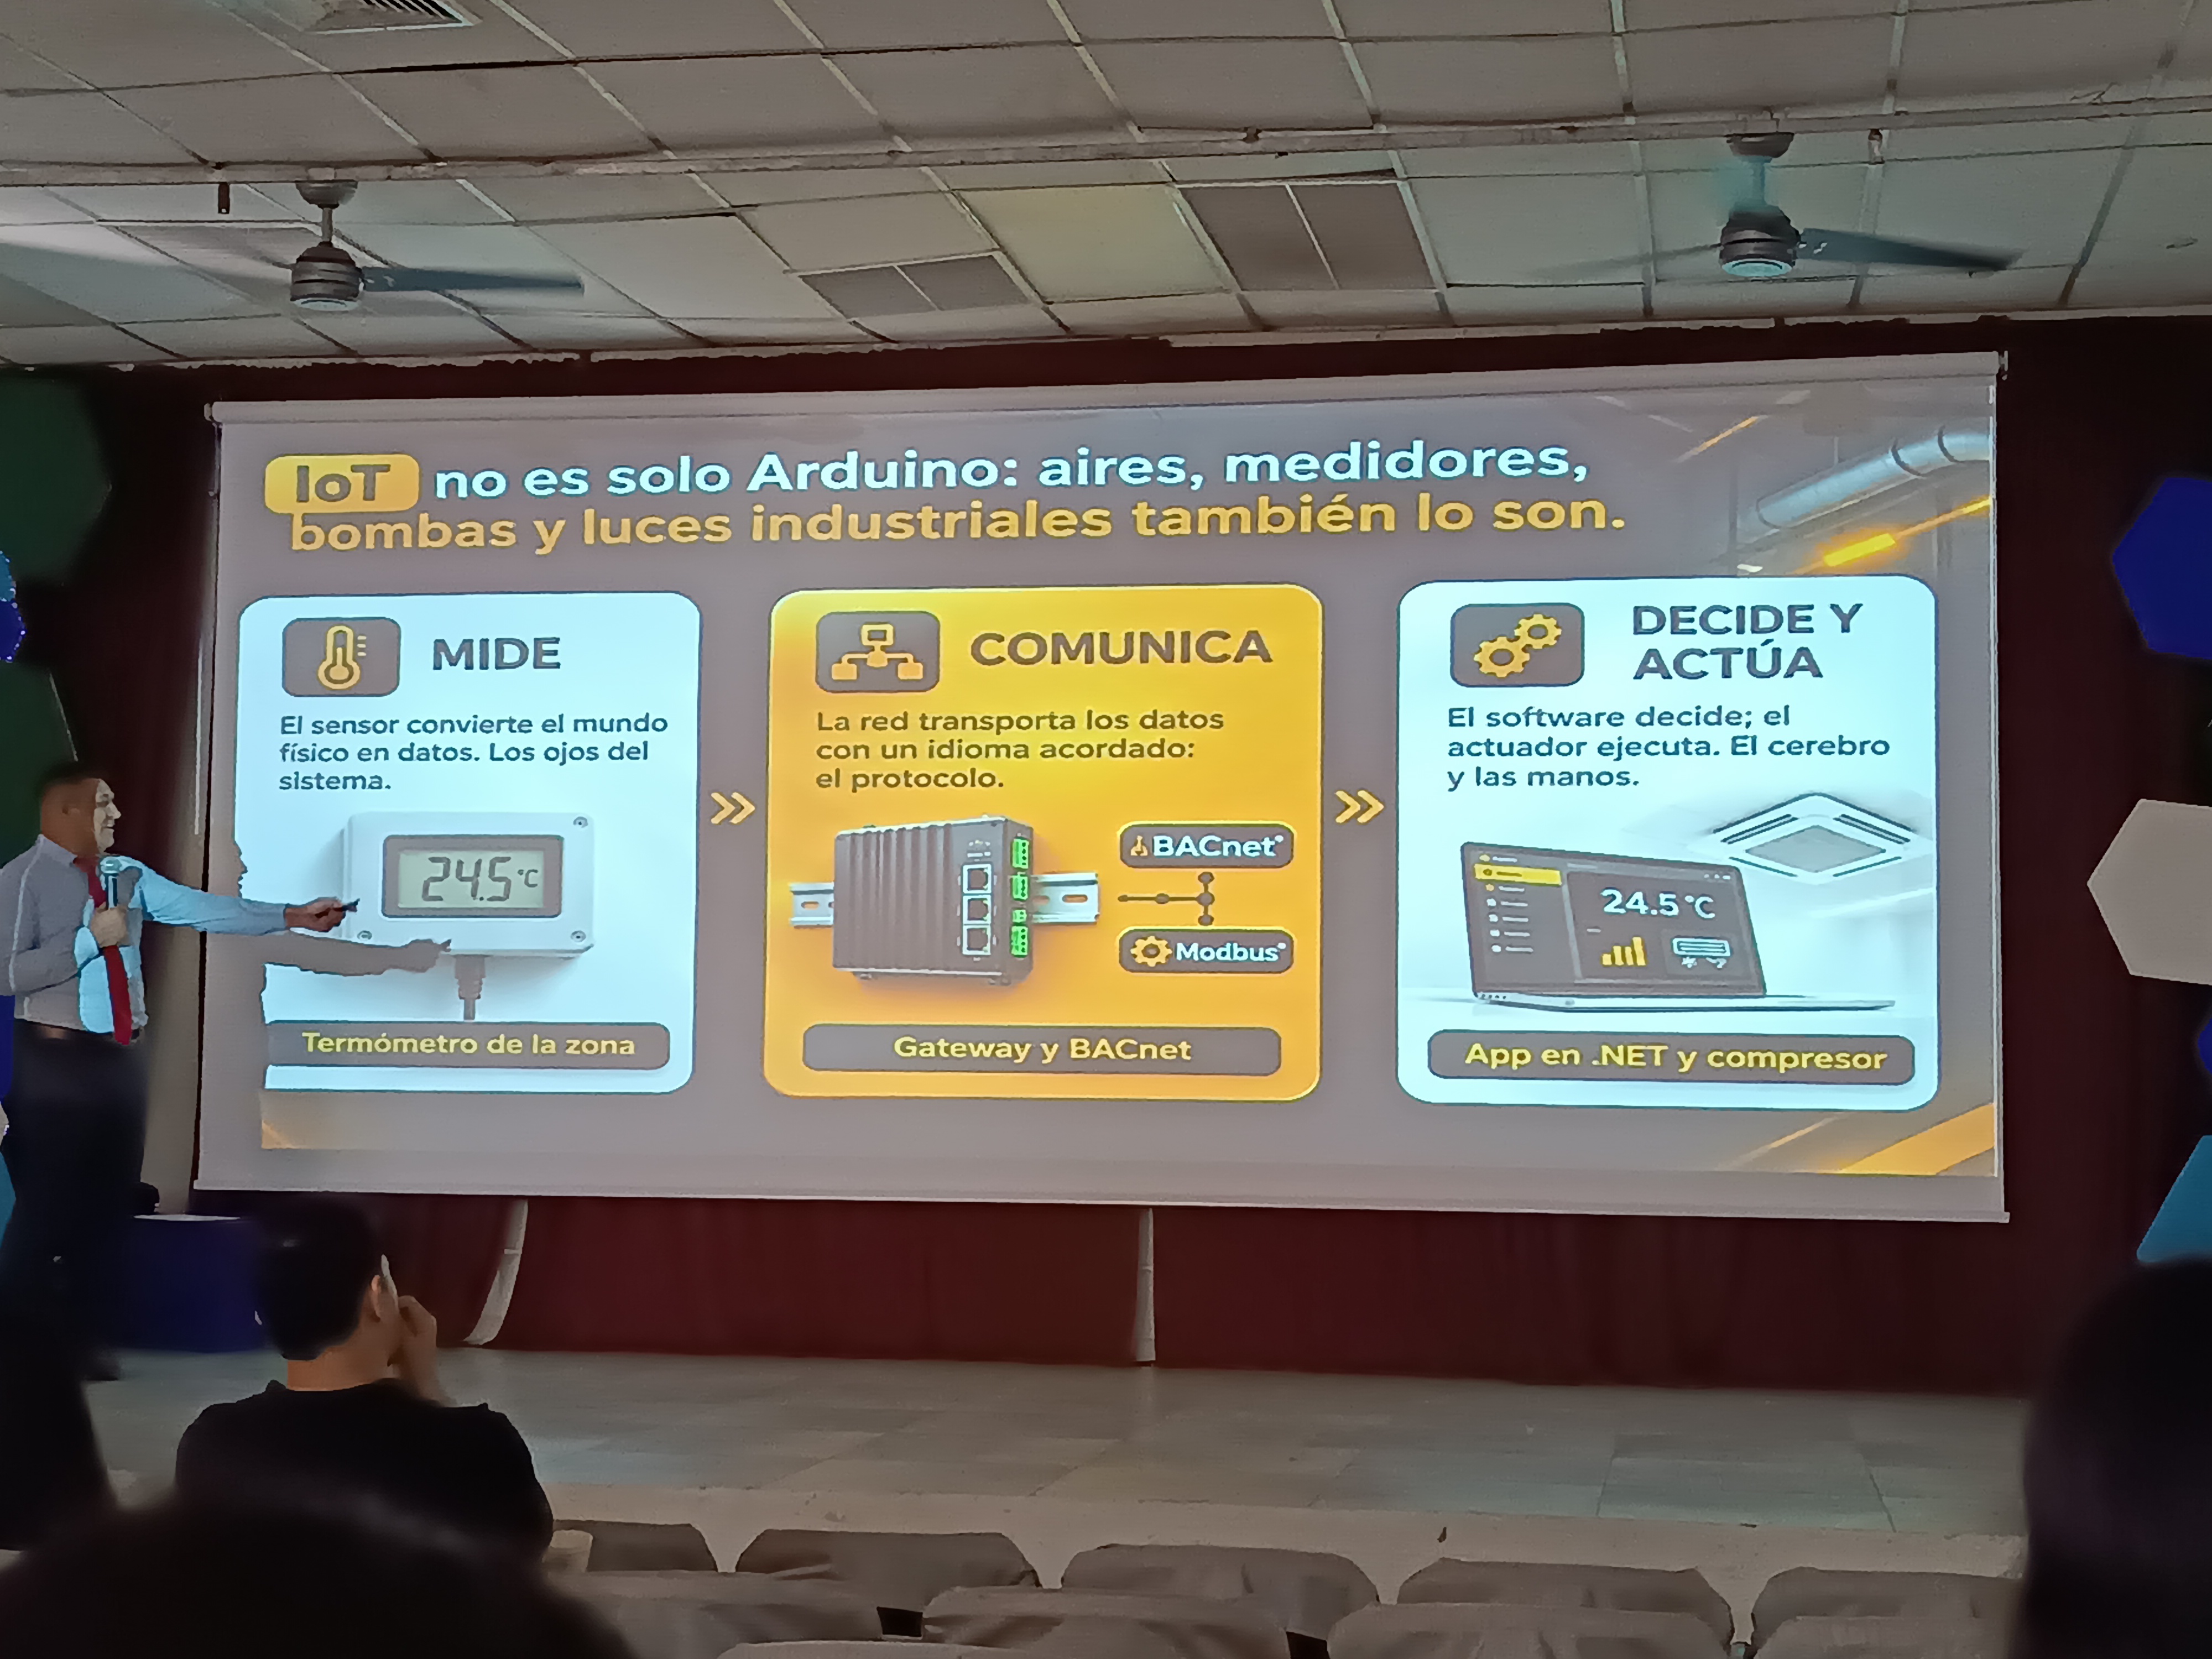 IoT no es solo Arduino: aires, medidores,
bombas y luces industriales también lo son.
MIDE
El sensor convierte el mundo
físico en datos. Los ojos del
sistema.
24.5 °C
Termómetro de la zona
COMUNICA
La red transporta los datos
con un idioma acordado:
el protocolo.
BACnet®
Modbus®
Gateway y BACnet
DECIDE Y
ACTÚA
El software decide; el
actuador ejecuta. El cerebro
y las manos.
24.5 °C
App en .NET y compresor